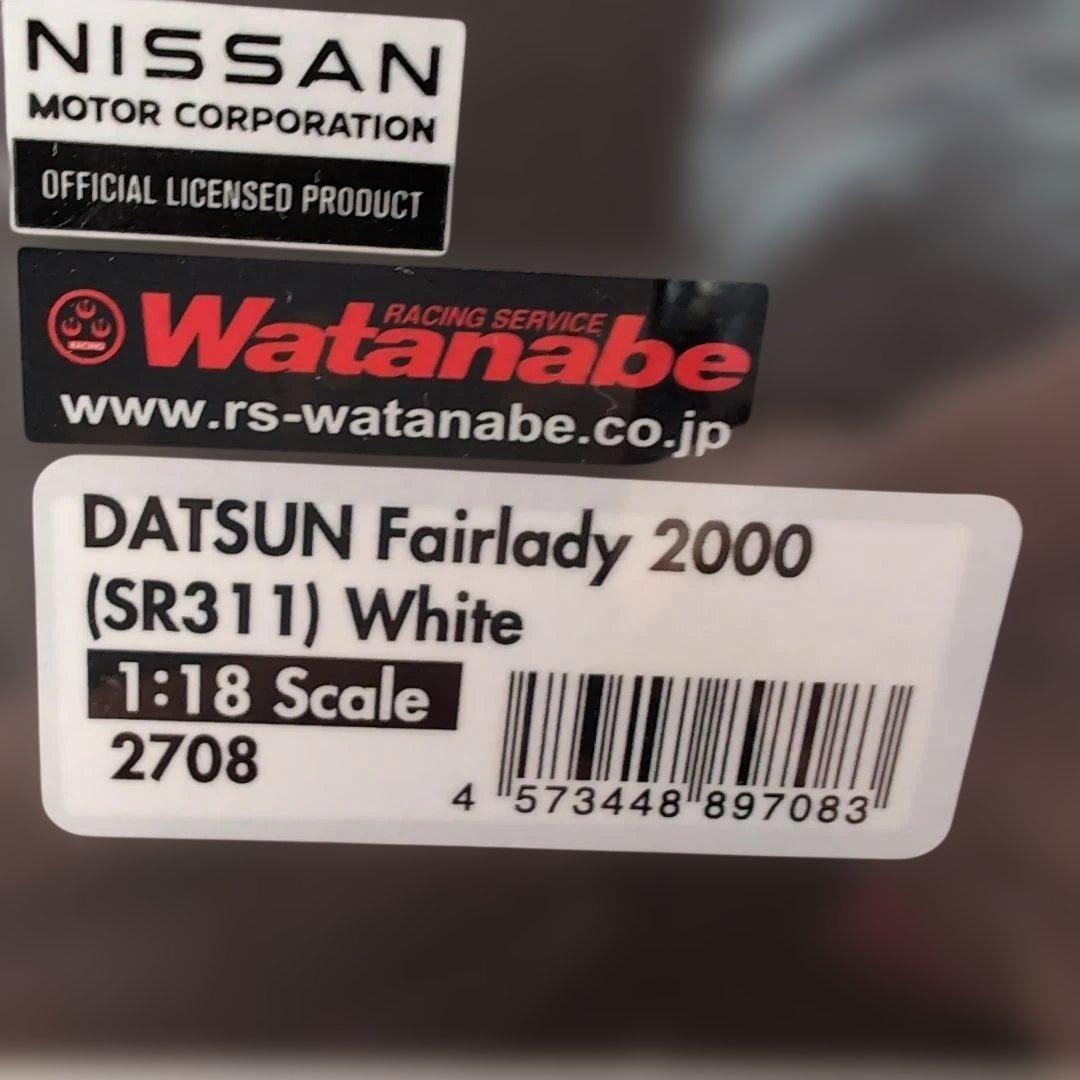 NISSAN
MOTOR CORPORATION
OFFICIAL LICENSED PRODUCT
RACING SERVICE
Watanabe
RACING
www.rs-watanabe.co.jp
DATSUN Fairlady 2000
(SR311) White
1:18 Scale
2708
4 573448 897083